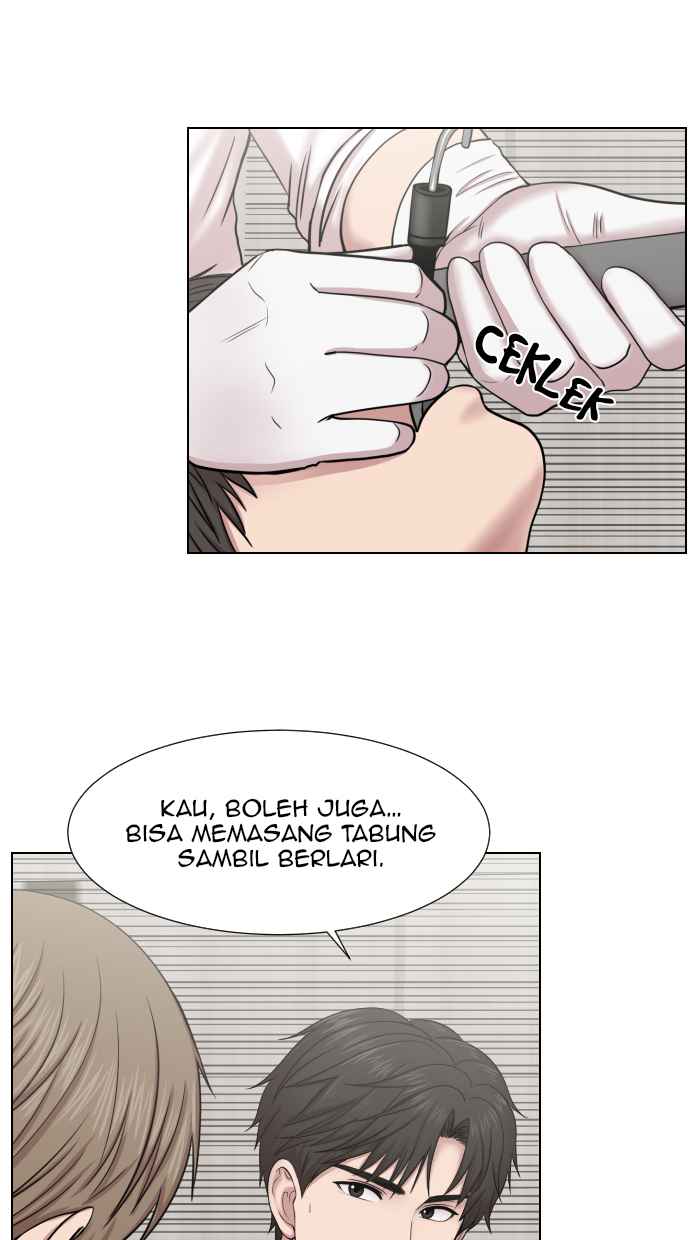 CEKLEK
KAU, BOLEH JUGA...
BISA MEMASANG TABUNG
SAMBIL BERLARI.